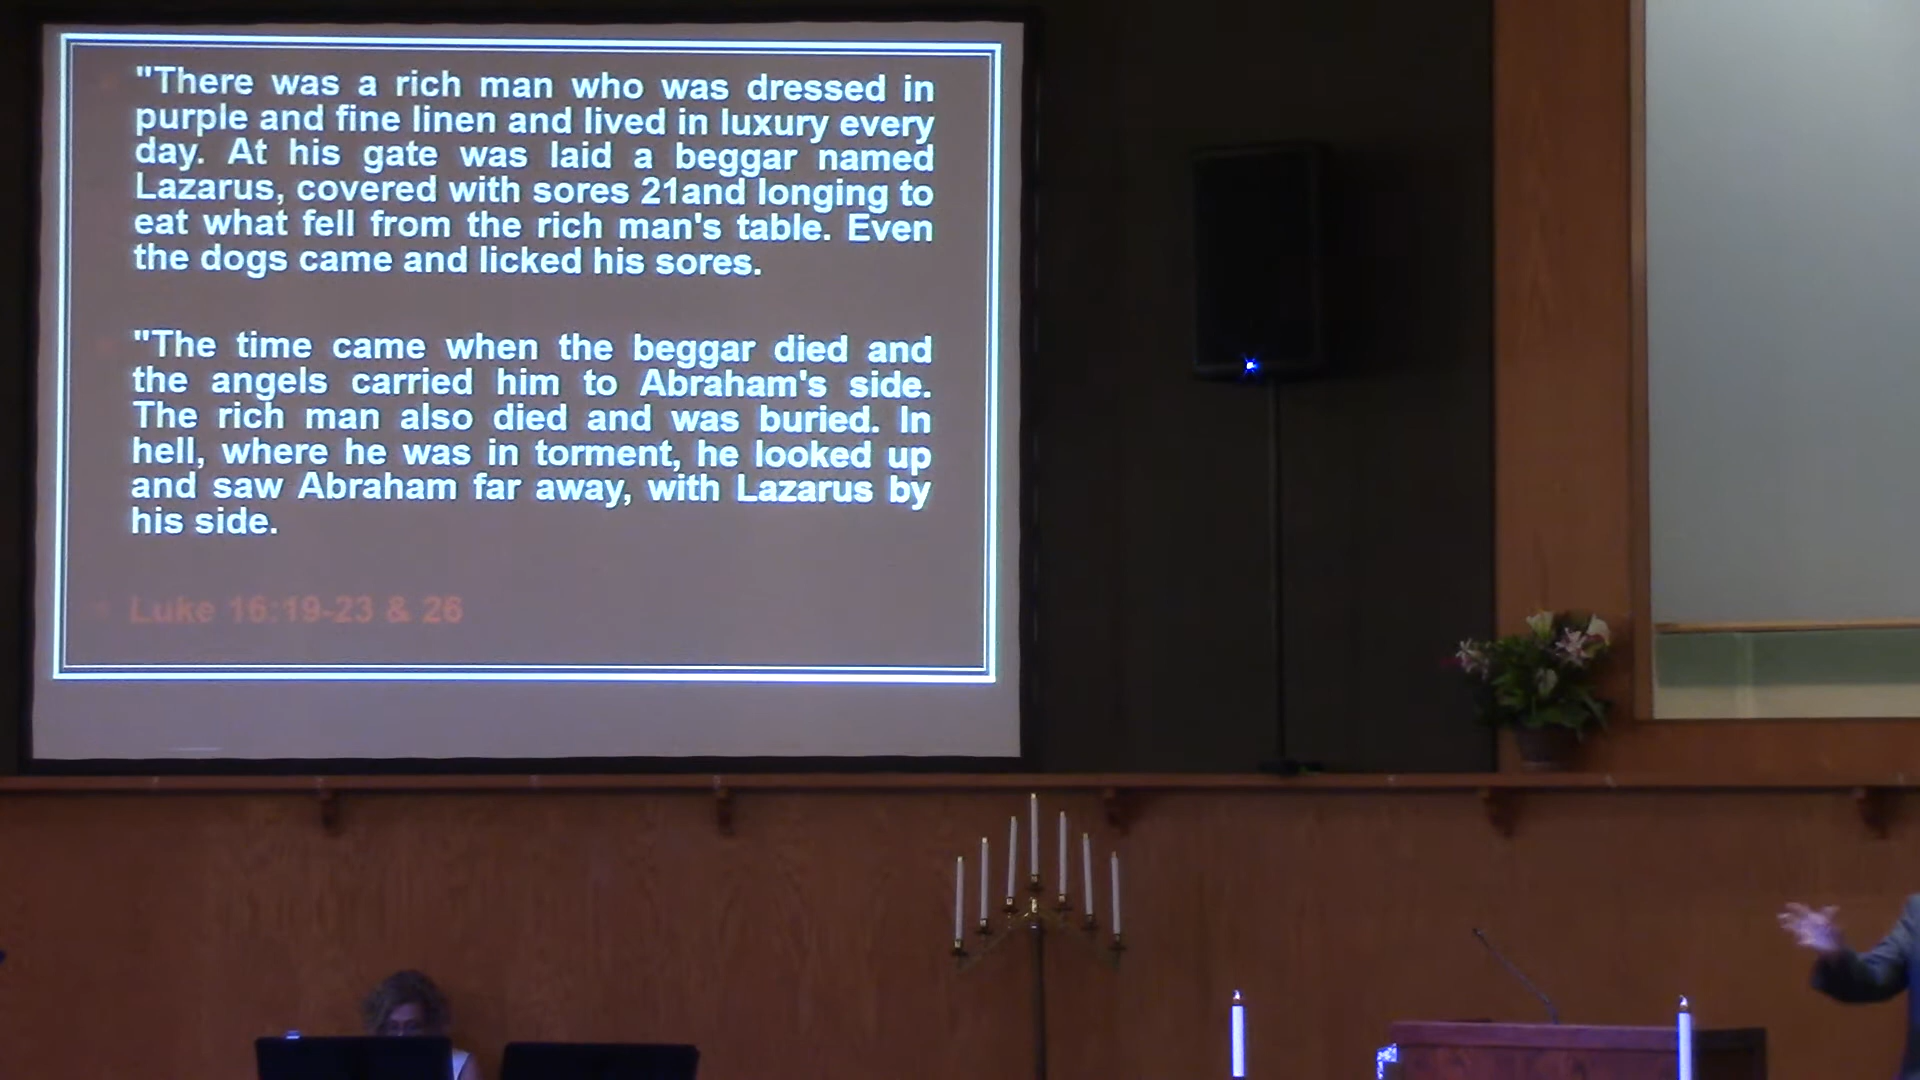 "There was a rich man who was dressed in
purple and fine linen and lived in luxury every
day. At his gate was laid a beggar named
Lazarus, covered with sores 21and longing to
eat what fell from the rich man's table. Even
the dogs came and licked his sores.
"The time came when the beggar died and
the angels carried him to Abraham's side.
The rich man also died and was buried. In
hell, where he was in torment, he looked up
and saw Abraham far away, with Lazarus by
his side.
Luke 16:19-23 & 26